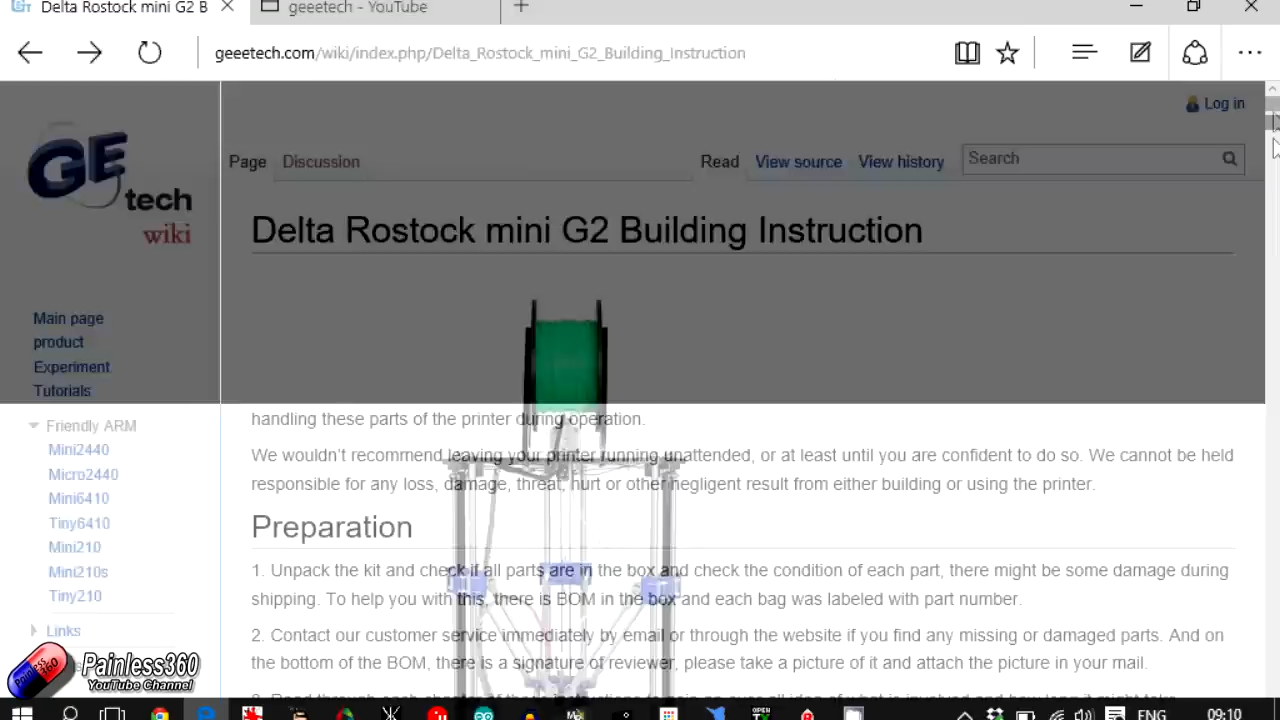 Delta Rostock mini G2 B
geeetech - YouTube
geeetech.com/wiki/index.php/Delta_Rostock_mini_G2_Building_Instruction
Log in
GE
tech
wiki
Page
Discussion
Read
View source
View history
Search
Delta Rostock mini G2 Building Instruction
Main page
product
Experiment
Tutorials
Friendly ARM
Mini2440
Micro2440
Mini6410
Tiny6410
Mini210
Mini210s
Tiny210
Links
handling these parts of the printer during operation.
We wouldn't recommend leaving your printer running unattended, or at least until you are confident to do so. We cannot be held
responsible for any loss, damage, threat, hurt or other negligent result from either building or using the printer.
Preparation
1. Unpack the kit and check if all parts are in the box and check the condition of each part, there might be some damage during
shipping. To help you with this, there is BOM in the box and each bag was labeled with part number.
2. Contact our customer service immediately by email or through the website if you find any missing or damaged parts. And on
the bottom of the BOM, there is a signature of reviewer, please take a picture of it and attach the picture in your mail.
Painless360
Painless360
YouTube Channel
ENG
09:10